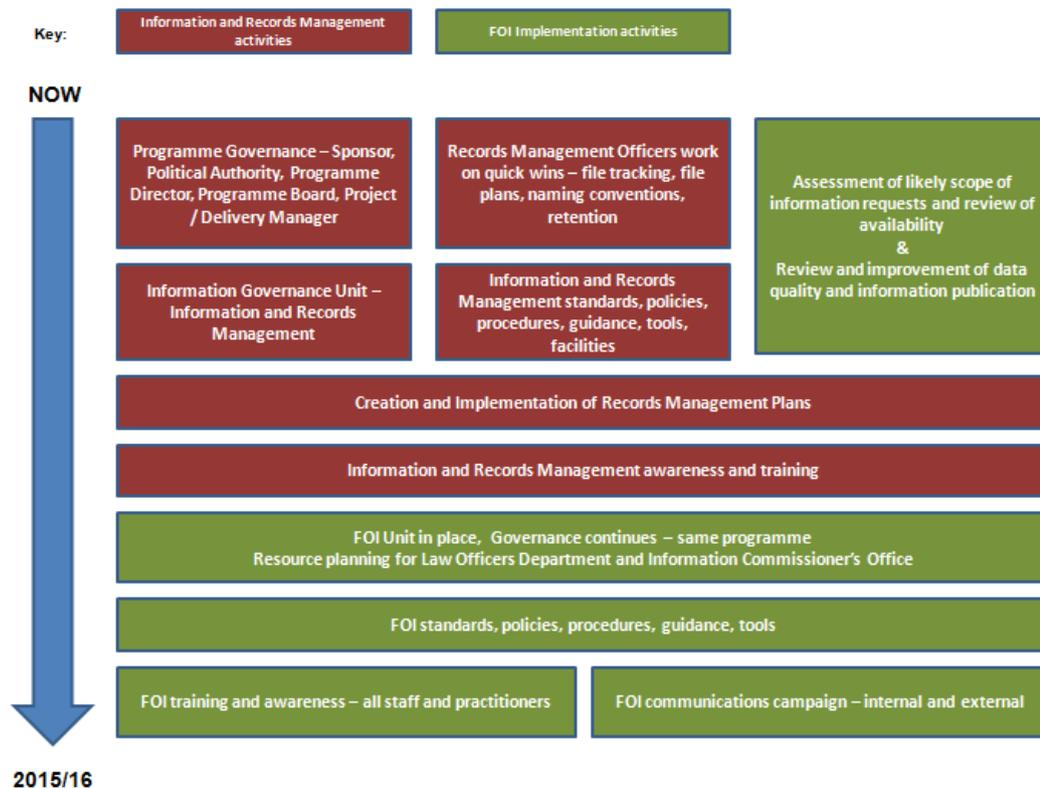 Key:
Information and Records Management
activities
FOI Implementation activities
NOW
Programme Governance – Sponsor,
Political Authority, Programme
Director, Programme Board, Project
/ Delivery Manager
Records Management Officers work
on quick wins – file tracking, file
plans, naming conventions,
retention
Assessment of likely scope of
information requests and review of
availability
&
Review and improvement of data
quality and information publication
Information Governance Unit –
Information and Records
Management
Information and Records
Management standards, policies,
procedures, guidance, tools,
facilities
Creation and Implementation of Records Management Plans
Information and Records Management awareness and training
FOI Unit in place, Governance continues – same programme
Resource planning for Law Officers Department and Information Commissioner's Office
FOI standards, policies, procedures, guidance, tools
FOI training and awareness – all staff and practitioners
FOI communications campaign – internal and external
2015/16